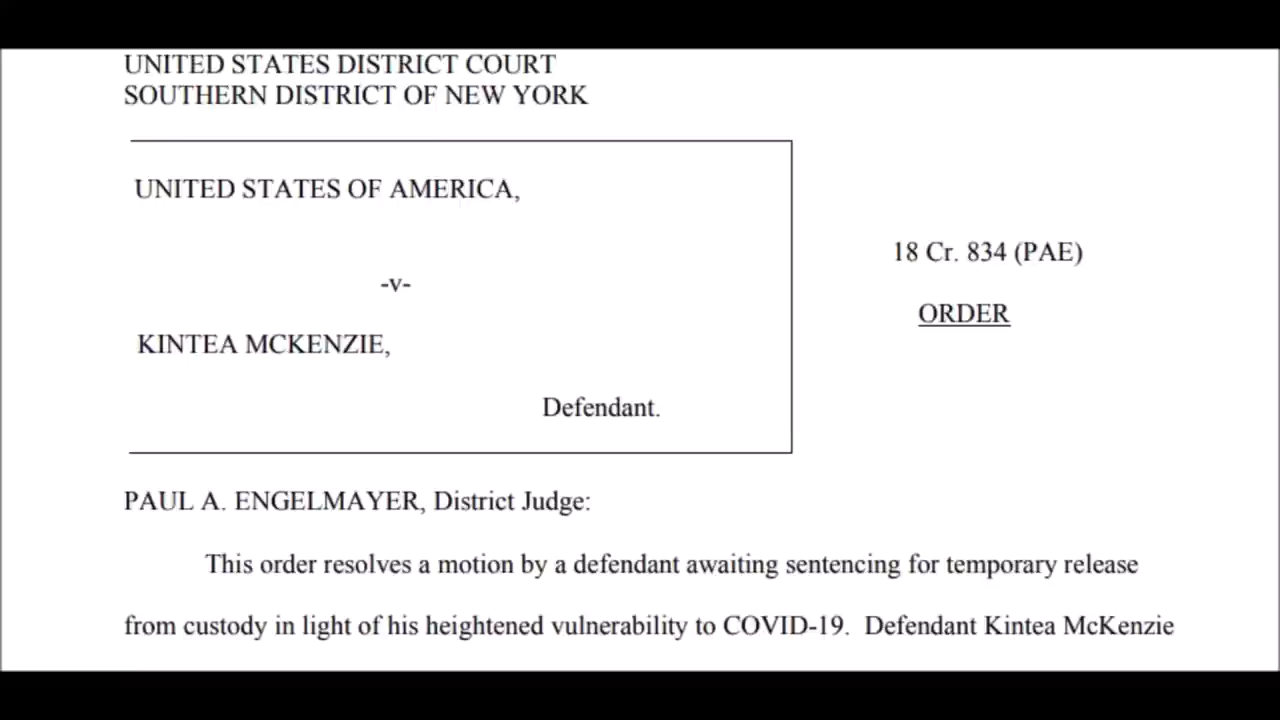 UNITED STATES DISTRICT COURT
SOUTHERN DISTRICT OF NEW YORK
UNITED STATES OF AMERICA,
-v-
KINTEA MCKENZIE,
Defendant.
18 Cr. 834 (PAE)
ORDER
PAUL A. ENGELMAYER, District Judge:
This order resolves a motion by a defendant awaiting sentencing for temporary release
from custody in light of his heightened vulnerability to COVID-19. Defendant Kintea McKenzie